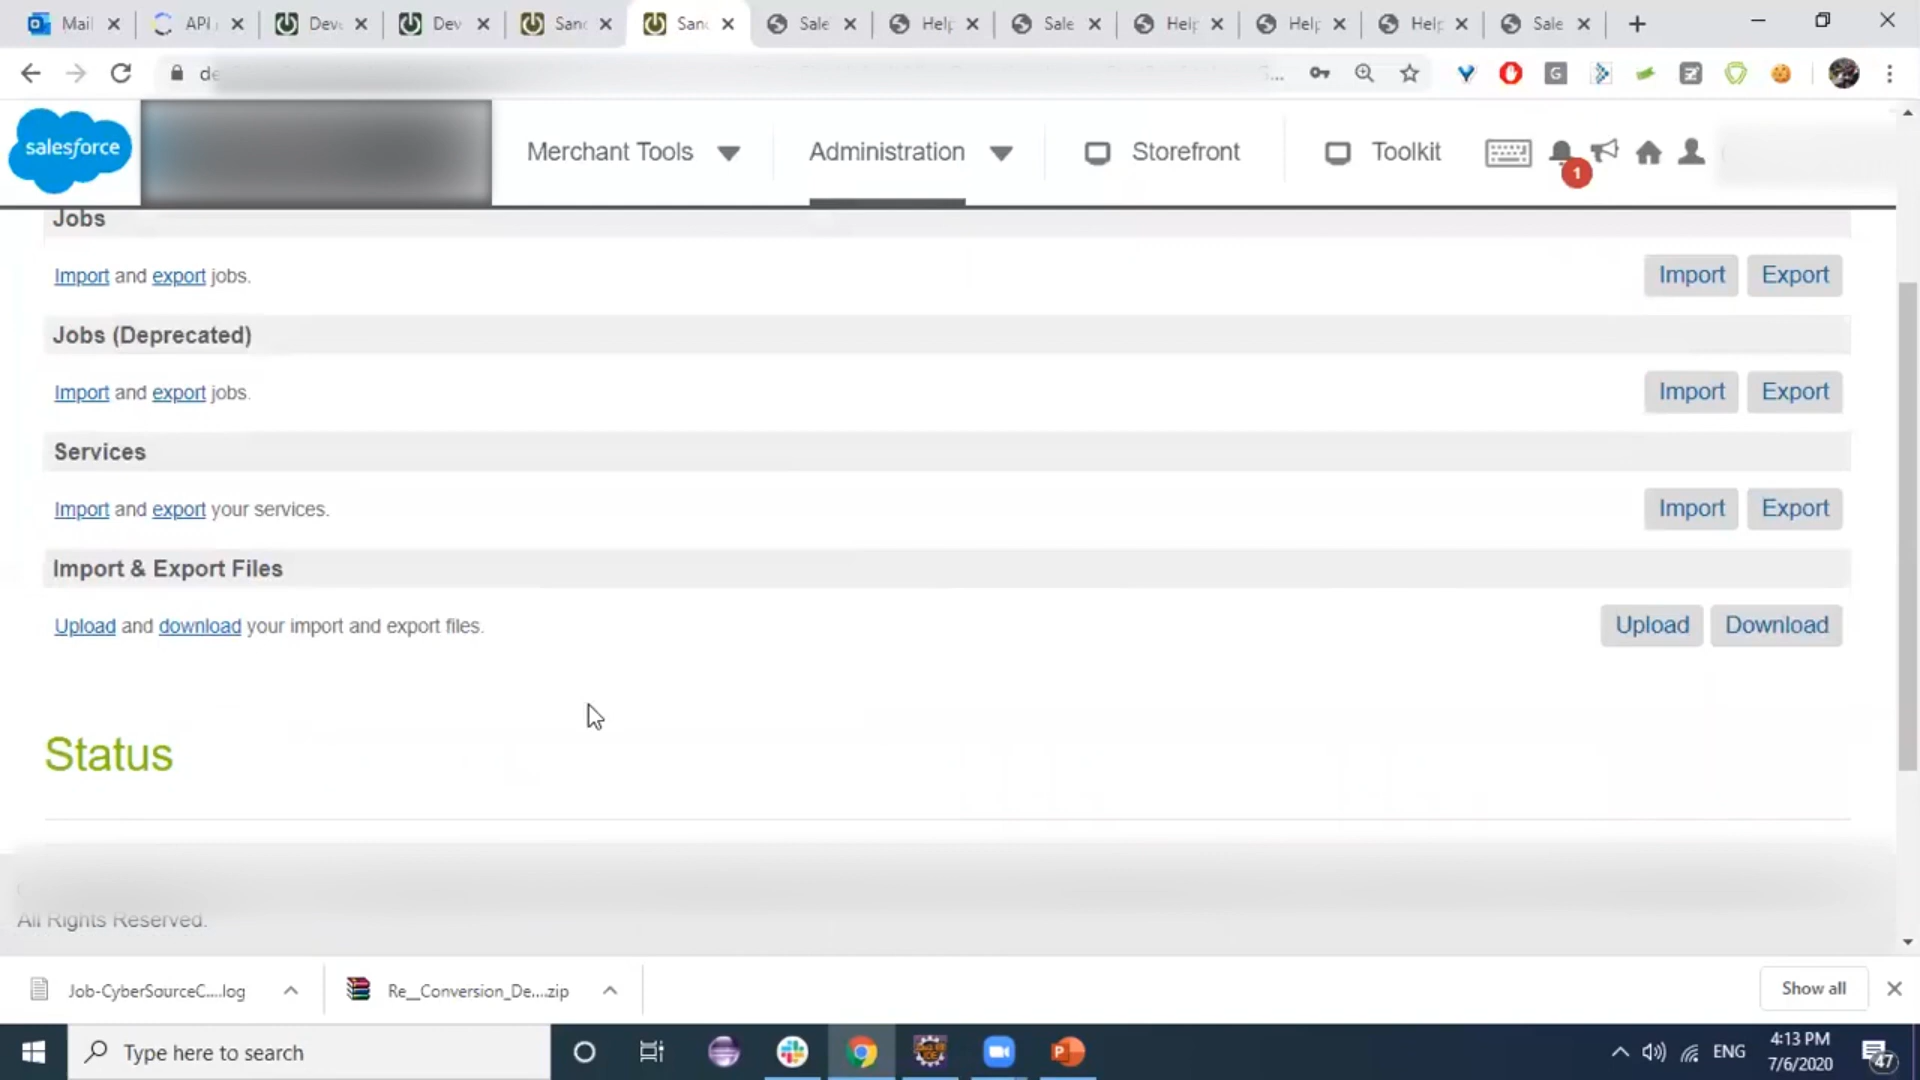 Mail
API
Dev
Dev
San
San
Sale
Help
Sale
Help
Help
Help
Sale
de
...
salesforce
Merchant Tools
Administration
Storefront
Toolkit
1
Jobs
Import and export jobs.
Import
Export
Jobs (Deprecated)
Import and export jobs.
Import
Export
Services
Import and export your services.
Import
Export
Import & Export Files
Upload and download your import and export files.
Upload
Download
Status
All Rights Reserved.
Job-CyberSourceC....log
Re__Conversion_De....zip
Show all
Type here to search
ENG
4:13 PM
7/6/2020
47